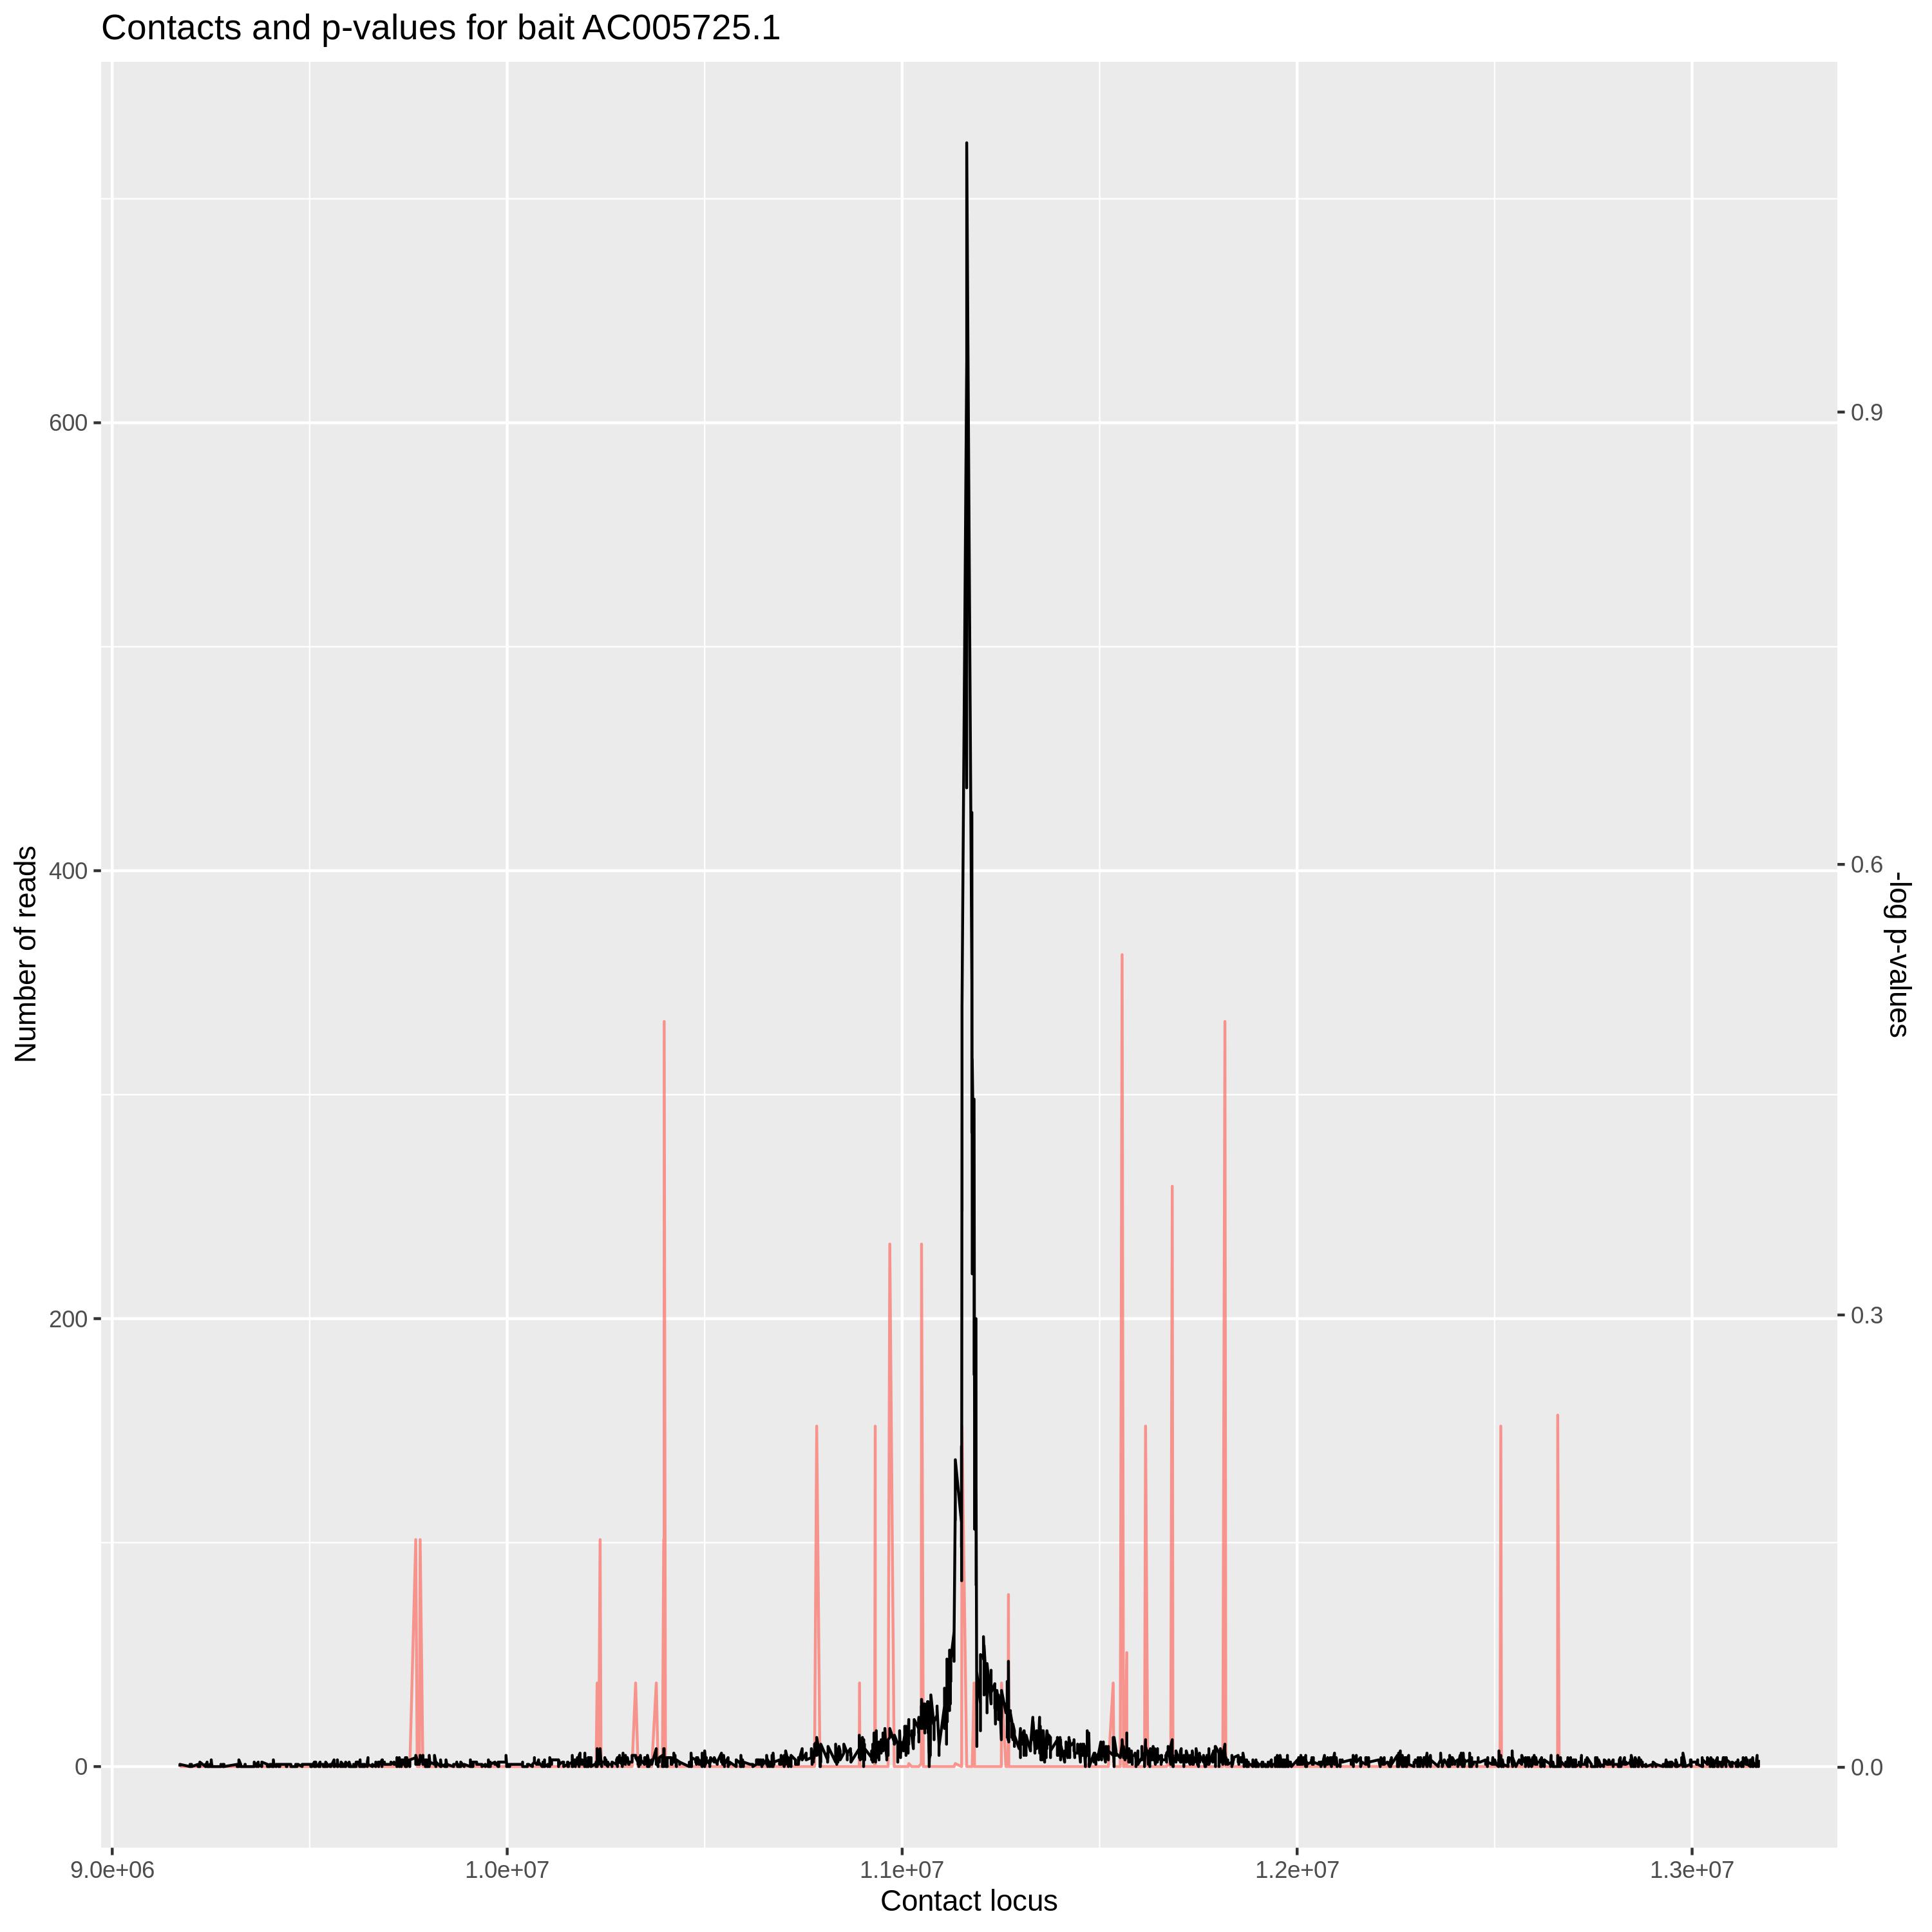 Contacts and p-values for bait AC005725.1
Number of reads
600
400
200
0
0.9
0.6
0.3
0.0
-log p-values
9.0e+06
1.0e+07
1.1e+07
1.2e+07
1.3e+07
Contact locus